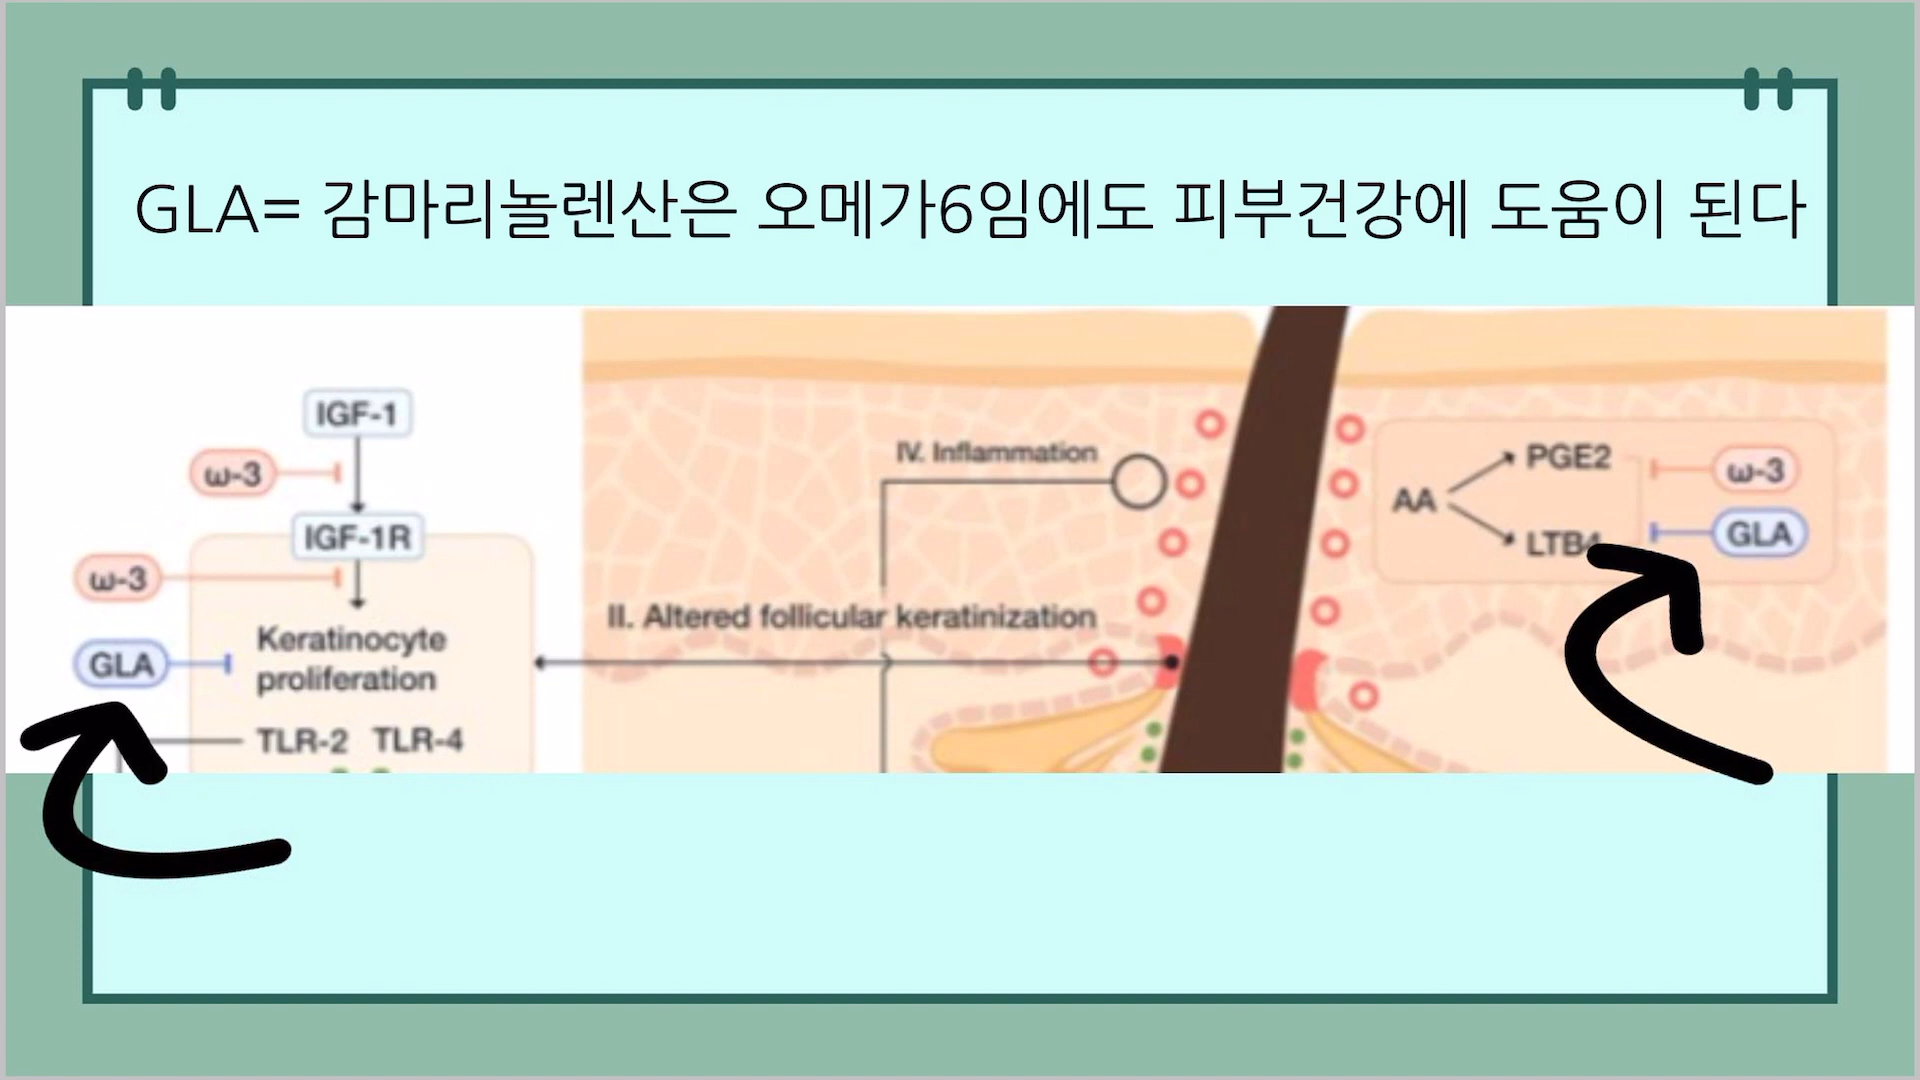 GLA= 감마리놀렌산은 오메가6임에도 피부건강에 도움이 된다
IGF-1
ω-3
IGF-1R
ω-3
GLA
Keratinocyte
proliferation
TLR-2 TLR-4
IV. Inflammation
II. Altered follicular keratinization
AA
PGE2
LTB4
ω-3
GLA